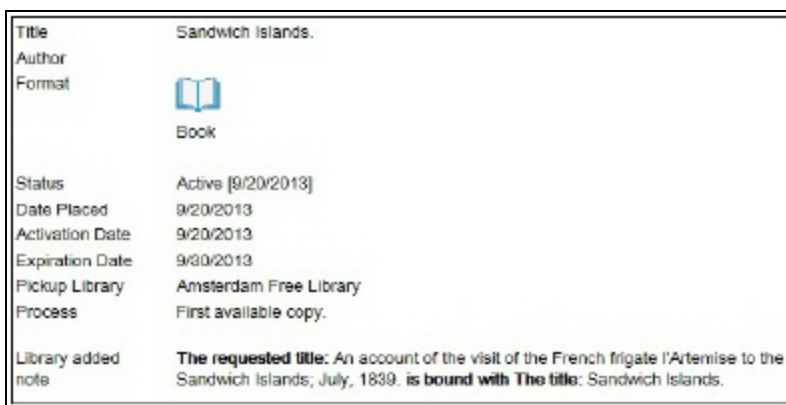 Title Sandwich Islands.
Author
Format
Book
Status Active [9/20/2013]
Date Placed 9/20/2013
Activation Date 9/20/2013
Expiration Date 9/30/2013
Pickup Library Amsterdam Free Library
Process First available copy.
Library added The requested title: An account of the visit of the French frigate l'Artemise to the
note Sandwich Islands; July, 1839. is bound with The title: Sandwich Islands.